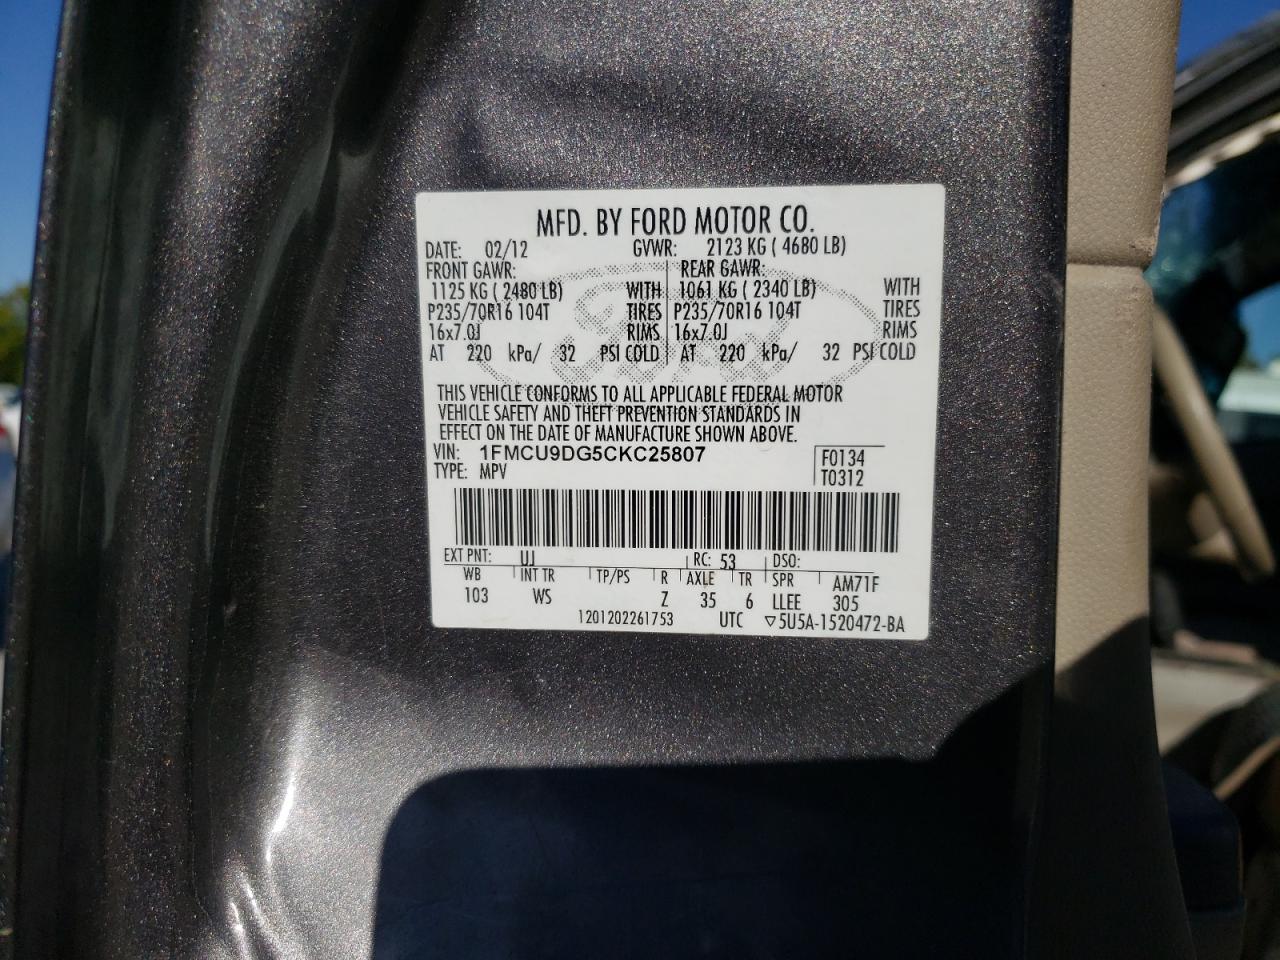 MFD. BY FORD MOTOR CO.
DATE: 02/12 GVWR: 2123 KG ( 4680 LB)
FRONT GAWR: REAR GAWR:
1125 KG ( 2480 LB) WITH 1061 KG ( 2340 LB) WITH
P235/70R16 104T TIRES P235/70R16 104T TIRES
16x7.0J RIMS 16x7.0J RIMS
AT 220 kPa/ 32 PSI COLD AT 220 kPa/ 32 PSI COLD
THIS VEHICLE CONFORMS TO ALL APPLICABLE FEDERAL MOTOR
VEHICLE SAFETY AND THEFT PREVENTION STANDARDS IN
EFFECT ON THE DATE OF MANUFACTURE SHOWN ABOVE.
VIN: 1FMCU9DG5CKC25807 F0134
TYPE: MPV T0312
EXT PNT: UJ RC: 53 DSO:
WB INT TR TP/PS R AXLE TR SPR AM71F
103 WS Z 35 6 LLEE 305
1201202261753 UTC ▽5U5A-1520472-BA